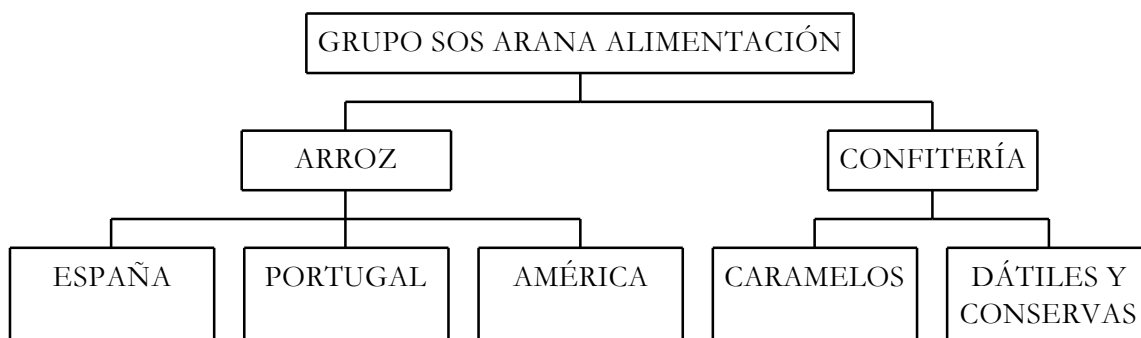 GRUPO SOS ARANA ALIMENTACIÓN
ARROZ
CONFITERÍA
ESPAÑA
PORTUGAL
AMÉRICA
CARAMELOS
DÁTILES Y
CONSERVAS